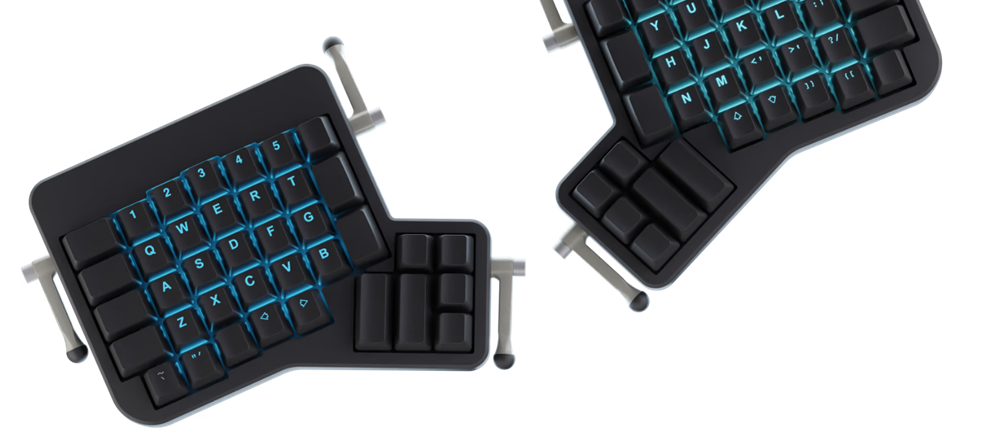 1 2 3 4 5
Q W E R T
A S D F G
Z X C V B
~` "'
Y U
H J K L :;
N M <, >. ?/
}] {[